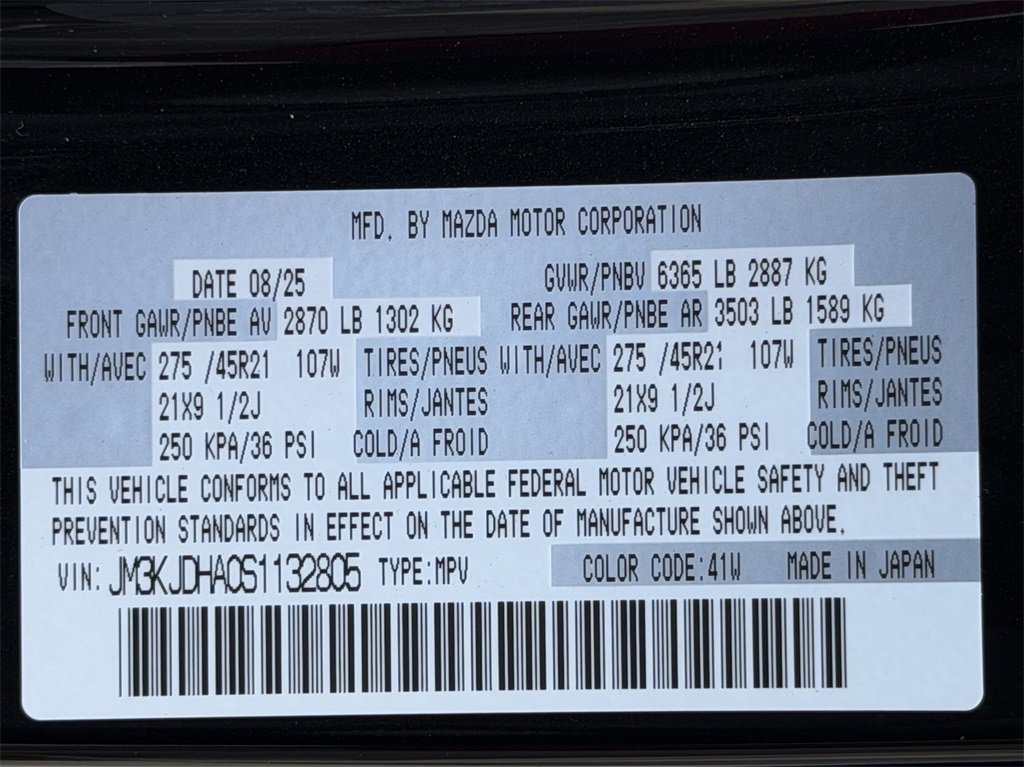 MFD. BY MAZDA MOTOR CORPORATION
DATE 08/25 GVWR/PNBV 6365 LB 2887 KG
FRONT GAWR/PNBE AV 2870 LB 1302 KG REAR GAWR/PNBE AR 3503 LB 1589 KG
WITH/AVEC 275 /45R21 107W TIRES/PNEUS WITH/AVEC 275 /45R21 107W TIRES/PNEUS
21X9 1/2J RIMS/JANTES 21X9 1/2J RIMS/JANTES
250 KPA/36 PSI COLD/A FROID 250 KPA/36 PSI COLD/A FROID
THIS VEHICLE CONFORMS TO ALL APPLICABLE FEDERAL MOTOR VEHICLE SAFETY AND THEFT
PREVENTION STANDARDS IN EFFECT ON THE DATE OF MANUFACTURE SHOWN ABOVE.
VIN: JM3KJDHA0S1132805 TYPE:MPV COLOR CODE:41W MADE IN JAPAN